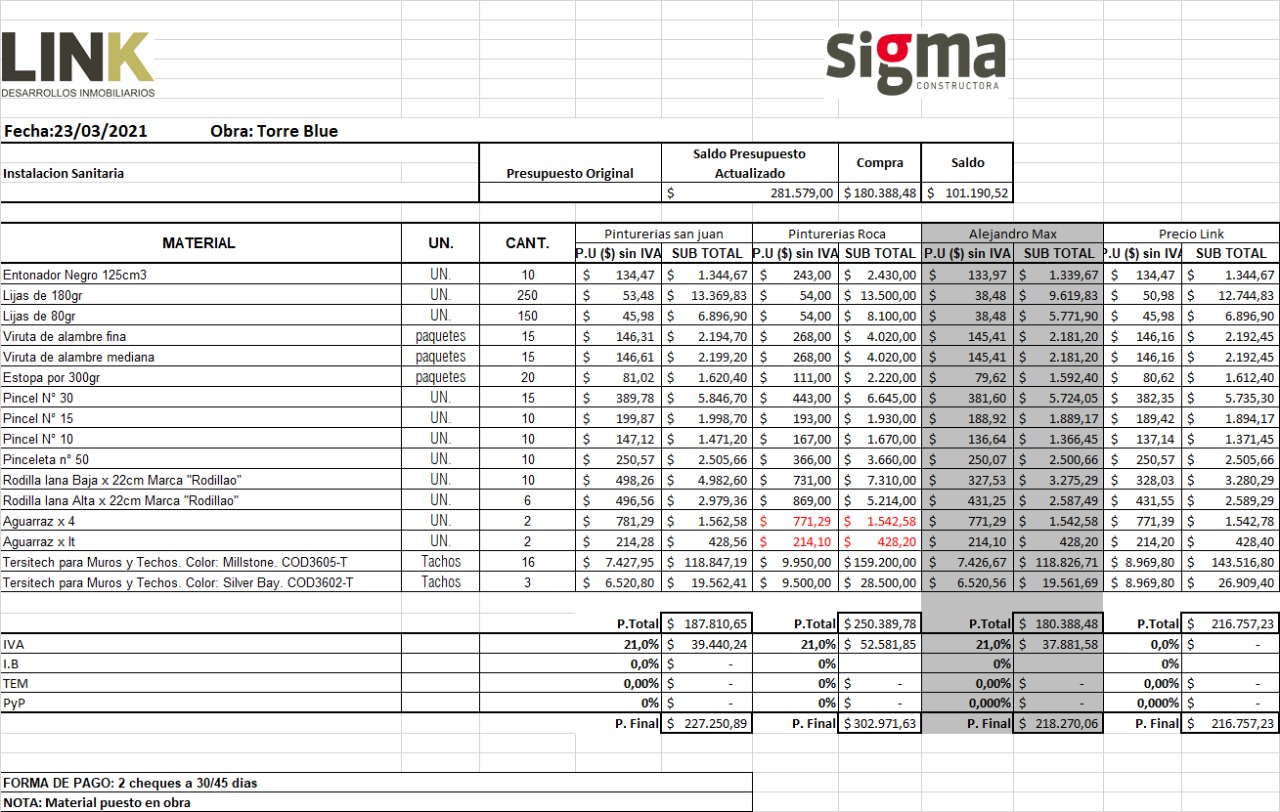 LINK
DESARROLLOS INMOBILIARIOS
sigma
CONSTRUCTORA
Fecha:23/03/2021 Obra: Torre Blue
Instalacion Sanitaria Presupuesto Original Saldo Presupuesto Actualizado Compra Saldo
$ 281.579,00 $ 180.388,48 $ 101.190,52
MATERIAL UN. CANT. Pinturerias san juan Pinturerias Roca Alejandro Max Precio Link
P.U ($) sin IVA SUB TOTAL P.U ($) sin IVA SUB TOTAL P.U ($) sin IVA SUB TOTAL P.U ($) sin IVA SUB TOTAL
Entonador Negro 125cm3 UN. 10 $ 134,47 $ 1.344,67 $ 243,00 $ 2.430,00 $ 133,97 $ 1.339,67 $ 134,47 $ 1.344,67
Lijas de 180gr UN. 250 $ 53,48 $ 13.369,83 $ 54,00 $ 13.500,00 $ 38,48 $ 9.619,83 $ 50,98 $ 12.744,83
Lijas de 80gr UN. 150 $ 45,98 $ 6.896,90 $ 54,00 $ 8.100,00 $ 38,48 $ 5.771,90 $ 45,98 $ 6.896,90
Viruta de alambre fina paquetes 15 $ 146,31 $ 2.194,70 $ 268,00 $ 4.020,00 $ 145,41 $ 2.181,20 $ 146,16 $ 2.192,45
Viruta de alambre mediana paquetes 15 $ 146,61 $ 2.199,20 $ 268,00 $ 4.020,00 $ 145,41 $ 2.181,20 $ 146,16 $ 2.192,45
Estopa por 300gr paquetes 20 $ 81,02 $ 1.620,40 $ 111,00 $ 2.220,00 $ 79,62 $ 1.592,40 $ 80,62 $ 1.612,40
Pincel N° 30 UN. 15 $ 389,78 $ 5.846,70 $ 443,00 $ 6.645,00 $ 381,60 $ 5.724,05 $ 382,35 $ 5.735,30
Pincel N° 15 UN. 10 $ 199,87 $ 1.998,70 $ 193,00 $ 1.930,00 $ 188,92 $ 1.889,17 $ 189,42 $ 1.894,17
Pincel N° 10 UN. 10 $ 147,12 $ 1.471,20 $ 167,00 $ 1.670,00 $ 136,64 $ 1.366,45 $ 137,14 $ 1.371,45
Pinceleta n° 50 UN. 10 $ 250,57 $ 2.505,66 $ 366,00 $ 3.660,00 $ 250,07 $ 2.500,66 $ 250,57 $ 2.505,66
Rodilla lana Baja x 22cm Marca "Rodillao" UN. 10 $ 498,26 $ 4.982,60 $ 731,00 $ 7.310,00 $ 327,53 $ 3.275,29 $ 328,03 $ 3.280,29
Rodilla lana Alta x 22cm Marca "Rodillao" UN. 6 $ 496,56 $ 2.979,36 $ 869,00 $ 5.214,00 $ 431,25 $ 2.587,49 $ 431,55 $ 2.589,29
Aguarraz x 4 UN. 2 $ 781,29 $ 1.562,58 $ 771,29 $ 1.542,58 $ 771,29 $ 1.542,58 $ 771,39 $ 1.542,78
Aguarraz x lt UN. 2 $ 214,28 $ 428,56 $ 214,10 $ 428,20 $ 214,10 $ 428,20 $ 214,20 $ 428,40
Tersitech para Muros y Techos. Color: Millstone. COD3605-T Tachos 16 $ 7.427,95 $ 118.847,19 $ 9.950,00 $ 159.200,00 $ 7.426,67 $ 118.826,71 $ 8.969,80 $ 143.516,80
Tersitech para Muros y Techos. Color: Silver Bay. COD3602-T Tachos 3 $ 6.520,80 $ 19.562,41 $ 9.500,00 $ 28.500,00 $ 6.520,56 $ 19.561,69 $ 8.969,80 $ 26.909,40
P.Total $ 187.810,65 P.Total $ 250.389,78 P.Total $ 180.388,48 P.Total $ 216.757,23
IVA 21,0% $ 39.440,24 21,0% $ 52.581,85 21,0% $ 37.881,58 0,0% $ -
I.B 0,0% $ - 0% 0% 0%
TEM 0,00% $ - 0% $ - 0,00% $ - 0,00% $ -
PyP 0% $ - 0% $ - 0,000% $ - 0,000% $ -
P. Final $ 227.250,89 P. Final $ 302.971,63 P. Final $ 218.270,06 P. Final $ 216.757,23
FORMA DE PAGO: 2 cheques a 30/45 dias
NOTA: Material puesto en obra